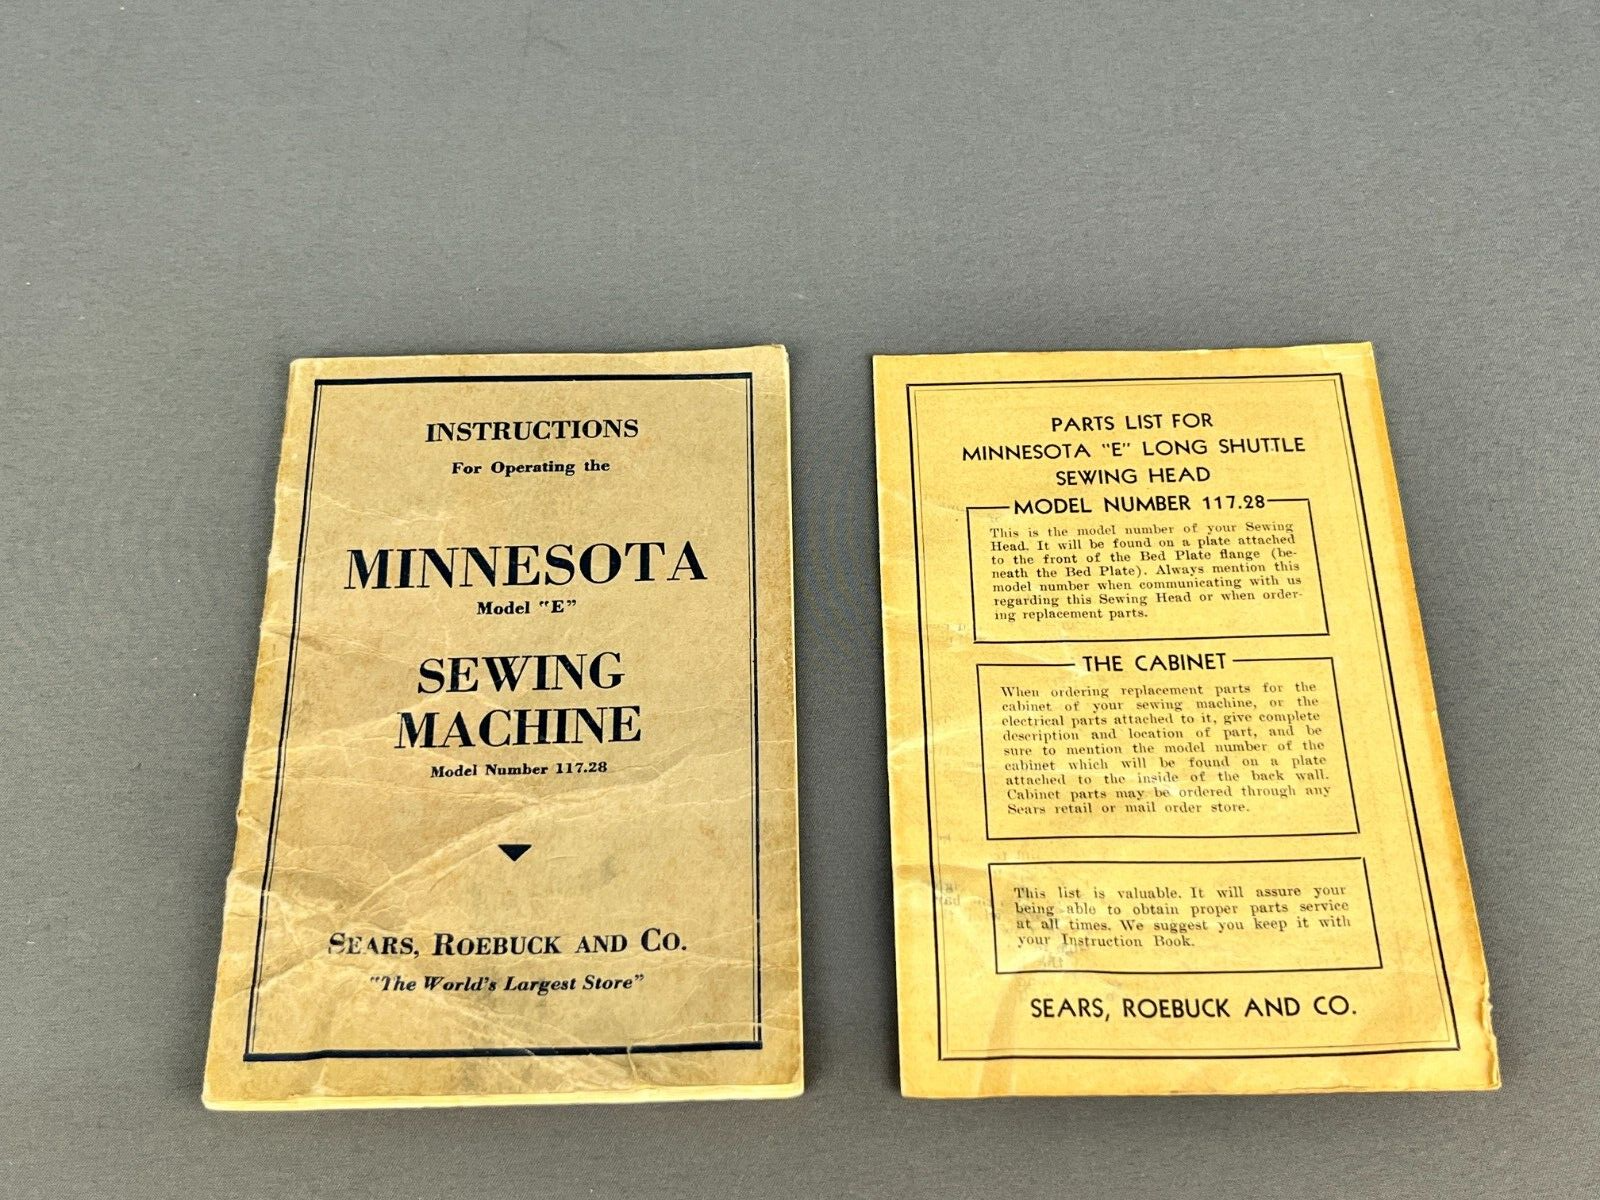 INSTRUCTIONS
For Operating the
MINNESOTA
Model "E"
SEWING
MACHINE
Model Number 117.28
SEARS, ROEBUCK AND CO.
"The World's Largest Store"
PARTS LIST FOR
MINNESOTA "E" LONG SHUTTLE
SEWING HEAD
MODEL NUMBER 117.28
This is the model number of your Sewing
Head. It will be found on a plate attached
to the front of the Bed Plate flange (be-
neath the Bed Plate). Always mention this
model number when communicating with us
regarding this Sewing Head or when order-
ing replacement parts.
THE CABINET
When ordering replacement parts for the
cabinet of your sewing machine, or the
electrical parts attached to it, give complete
description and location of part, and be
sure to mention the model number of the
cabinet which will be found on a plate
attached to the inside of the back wall.
Cabinet parts may be ordered through any
Sears retail or mail order store.
This list is valuable. It will assure your
being able to obtain proper parts service
at all times. We suggest you keep it with
your Instruction Book.
SEARS, ROEBUCK AND CO.